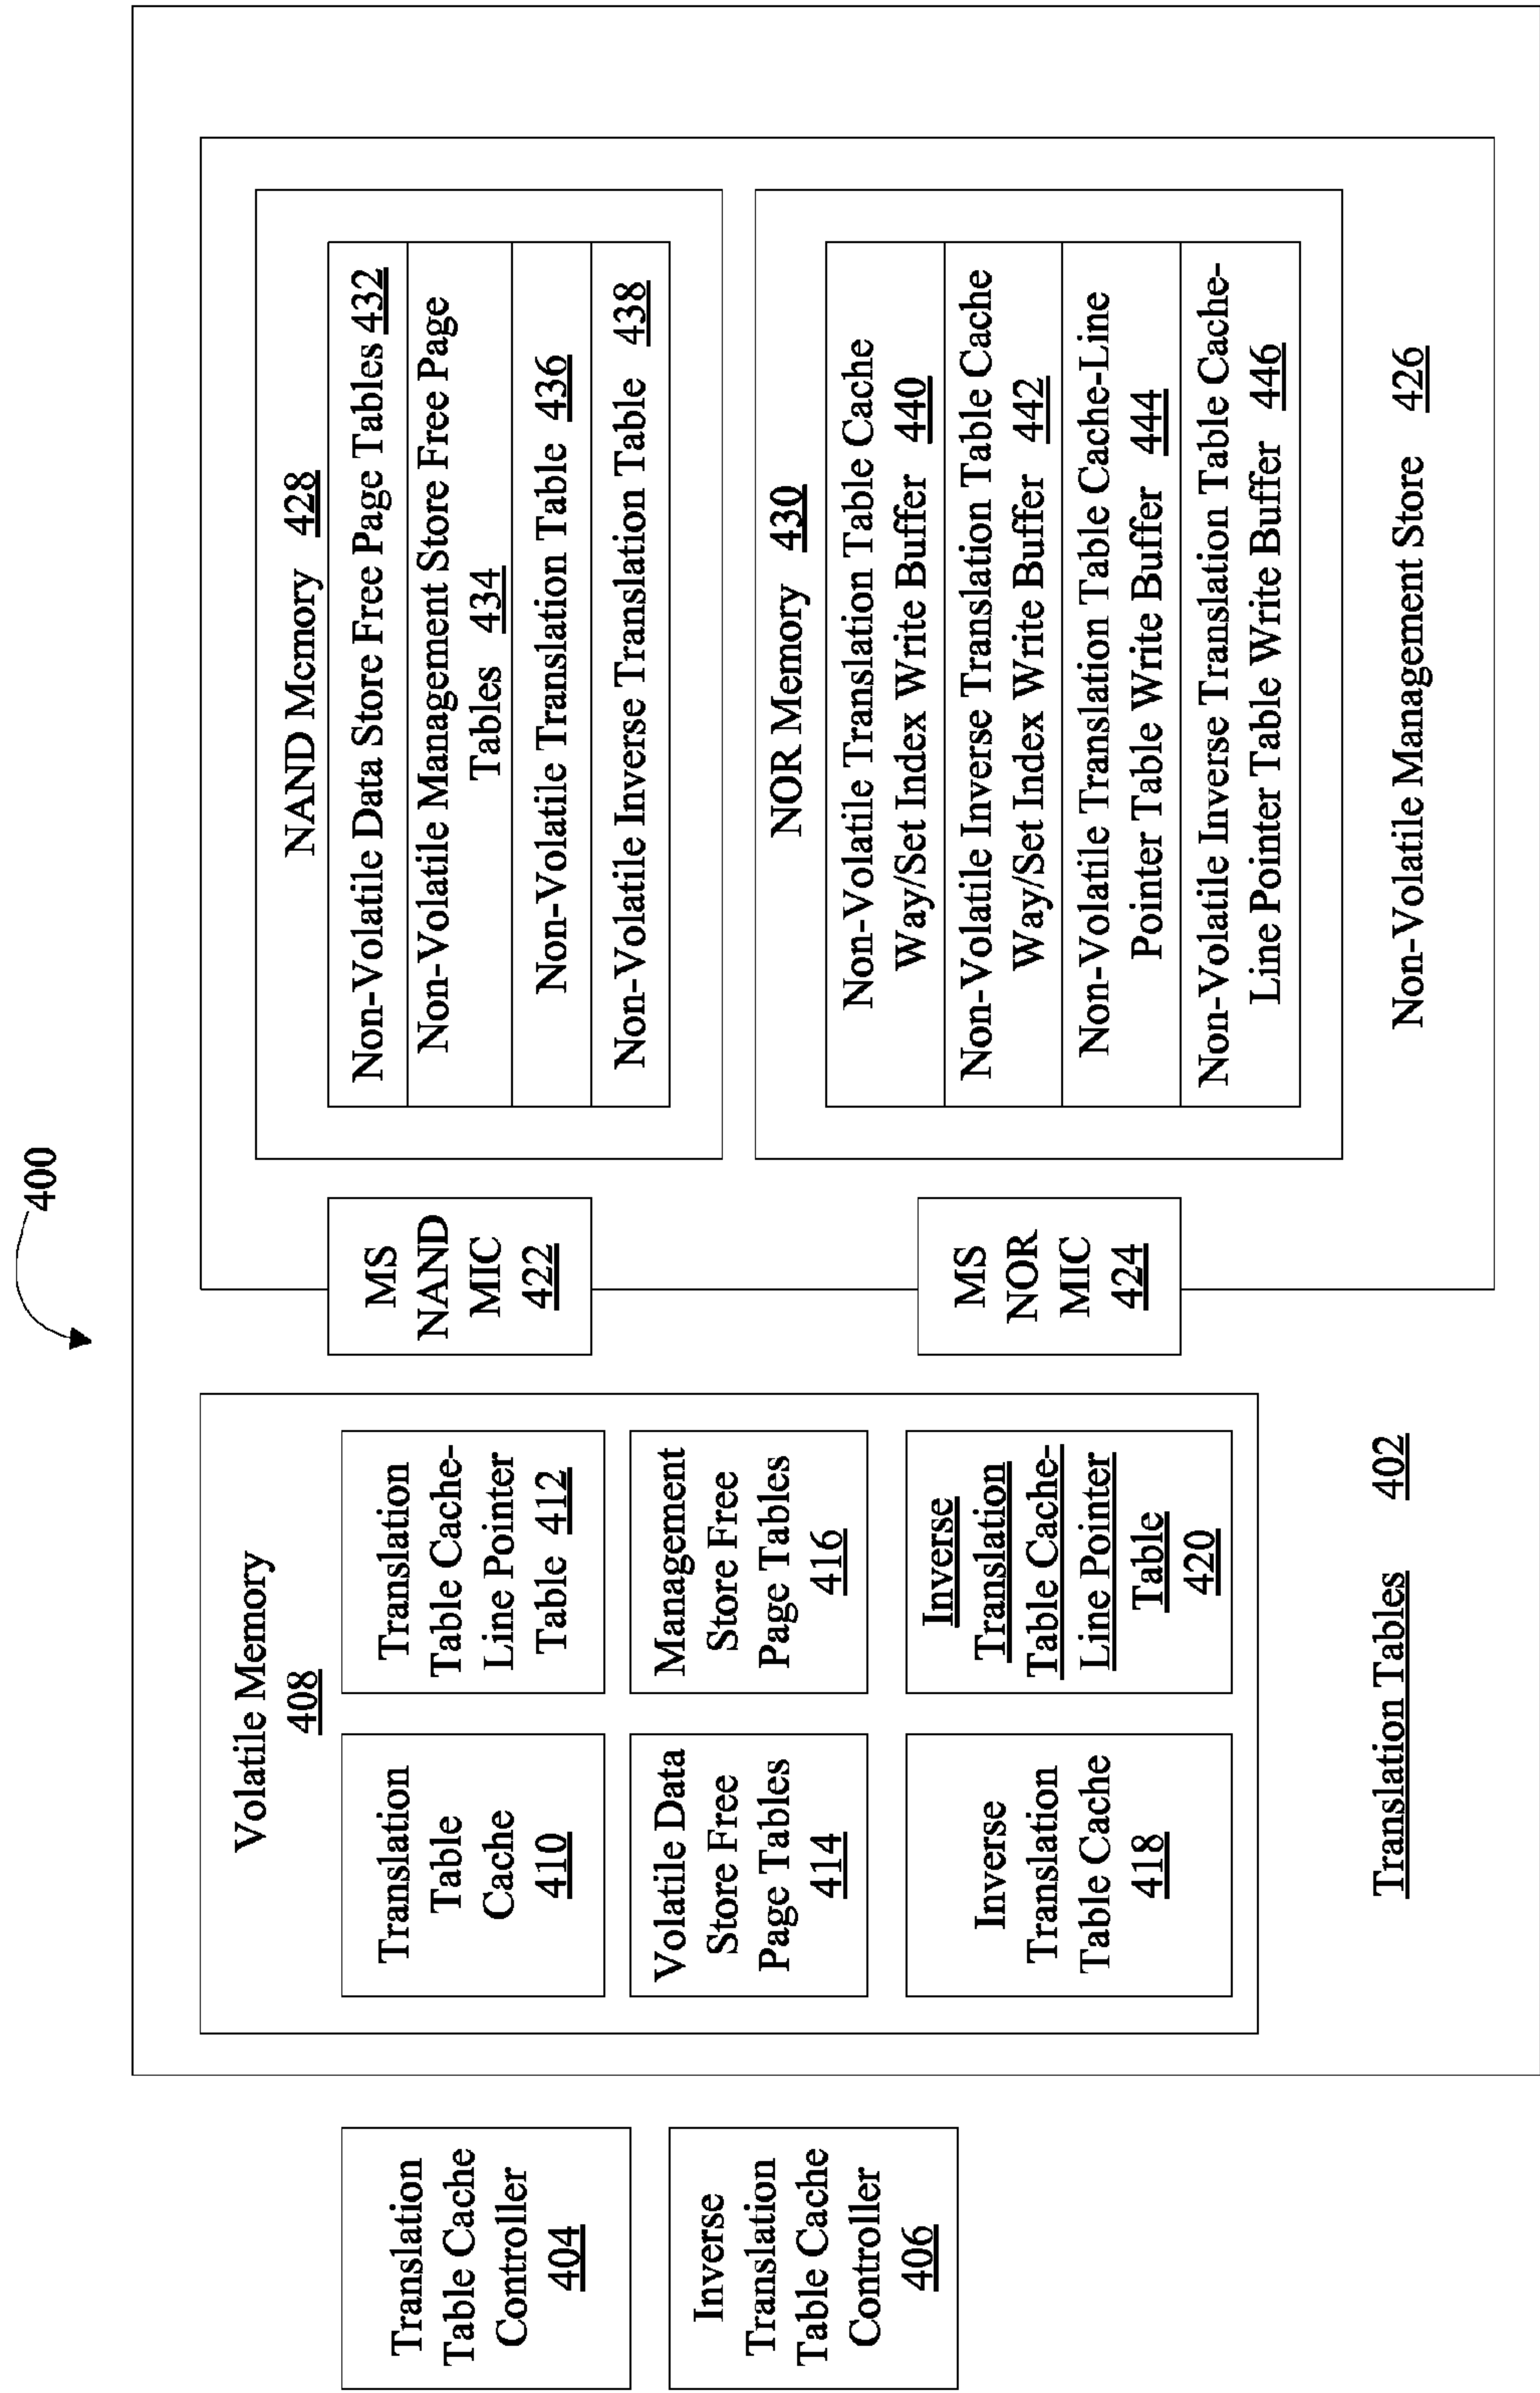 400
Translation
Table Cache
Controller
404
Inverse
Translation
Table Cache
Controller
406
Volatile Memory
408
Translation
Table
Cache
410
Translation
Table Cache-
Line Pointer
Table 412
Volatile Data
Store Free
Page Tables
414
Management
Store Free
Page Tables
416
Inverse
Translation
Table Cache
418
Inverse
Translation
Table Cache-
Line Pointer
Table
420
Translation Tables 402
MS
NAND
MIC
422
MS
NOR
MIC
424
NAND Memory 428
Non-Volatile Data Store Free Page Tables 432
Non-Volatile Management Store Free Page
Tables 434
Non-Volatile Translation Table 436
Non-Volatile Inverse Translation Table 438
NOR Memory 430
Non-Volatile Translation Table Cache
Way/Set Index Write Buffer 440
Non-Volatile Inverse Translation Table Cache
Way/Set Index Write Buffer 442
Non-Volatile Translation Table Cache-Line
Pointer Table Write Buffer 444
Non-Volatile Inverse Translation Table Cache-
Line Pointer Table Write Buffer 446
Non-Volatile Management Store 426